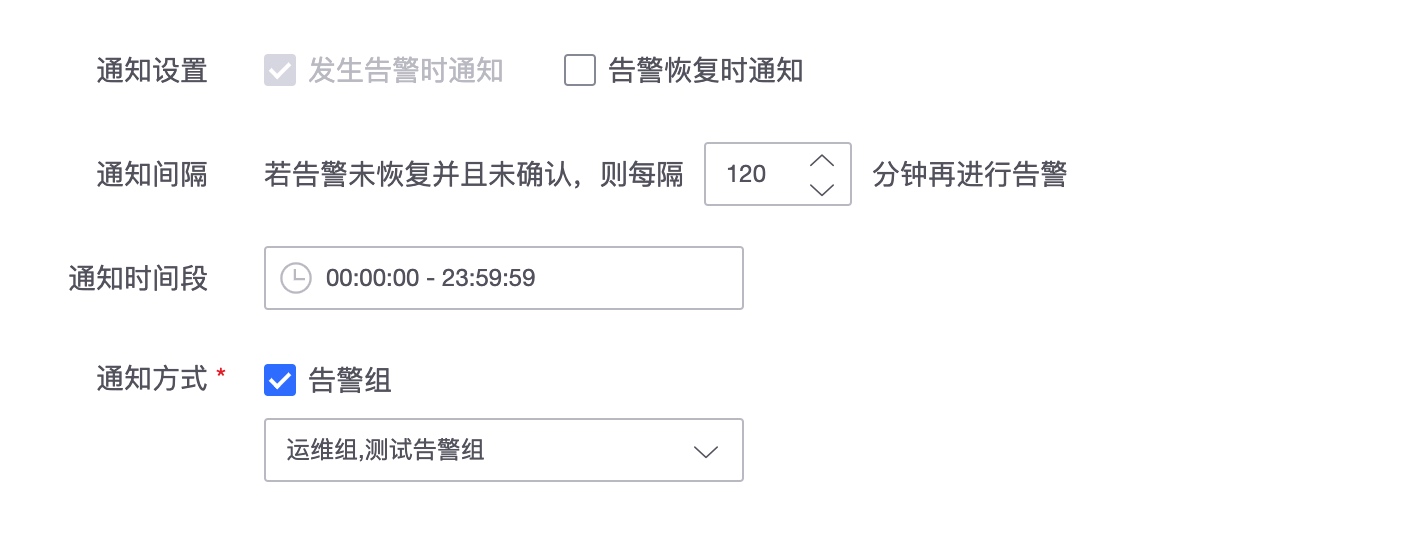 通知设置 发生告警时通知 告警恢复时通知
通知间隔 若告警未恢复并且未确认，则每隔 120 分钟再进行告警
通知时间段 00:00:00 - 23:59:59
通知方式 * 告警组
运维组,测试告警组